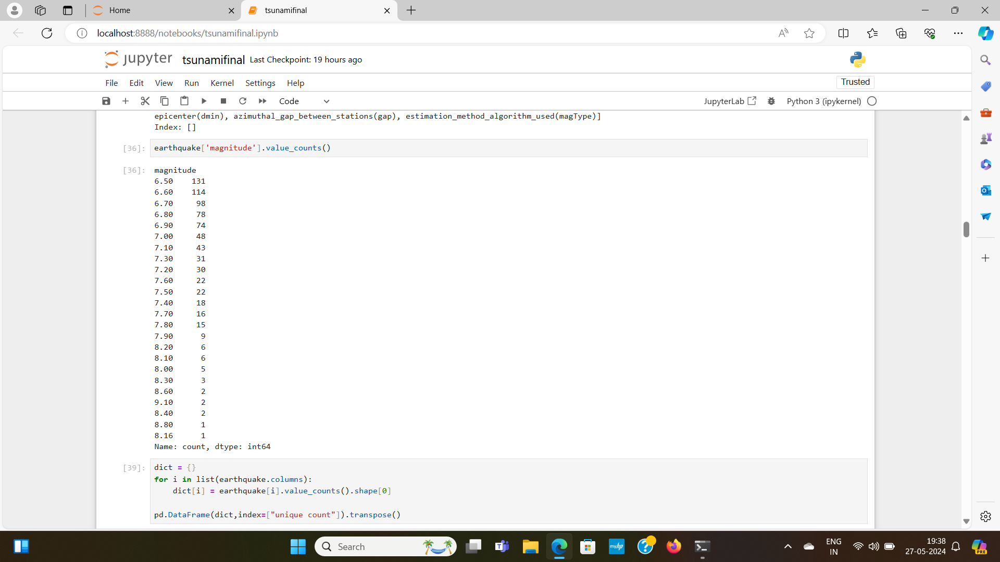 Home
tsunamifinal
localhost:8888/notebooks/tsunamifinal.ipynb
jupyter tsunamifinal Last Checkpoint: 19 hours ago
File Edit View Run Kernel Settings Help
Trusted
Code
JupyterLab
Python 3 (ipykernel)
epicenter(dmin), azimuthal_gap_between_stations(gap), estimation_method_algorithm_used(magType)]
Index: []
[36]: earthquake['magnitude'].value_counts()
[36]: magnitude
6.50 131
6.60 114
6.70 98
6.80 78
6.90 74
7.00 48
7.10 43
7.30 31
7.20 30
7.60 22
7.50 22
7.40 18
7.70 16
7.80 15
7.90 9
8.20 6
8.10 6
8.00 5
8.30 3
8.60 2
9.10 2
8.40 2
8.80 1
8.16 1
Name: count, dtype: int64
[39]: dict = {}
for i in list(earthquake.columns):
    dict[i] = earthquake[i].value_counts().shape[0]
pd.DataFrame(dict,index=["unique count"]).transpose()
Search
myhp
ENG
IN
19:38
27-05-2024
PRE